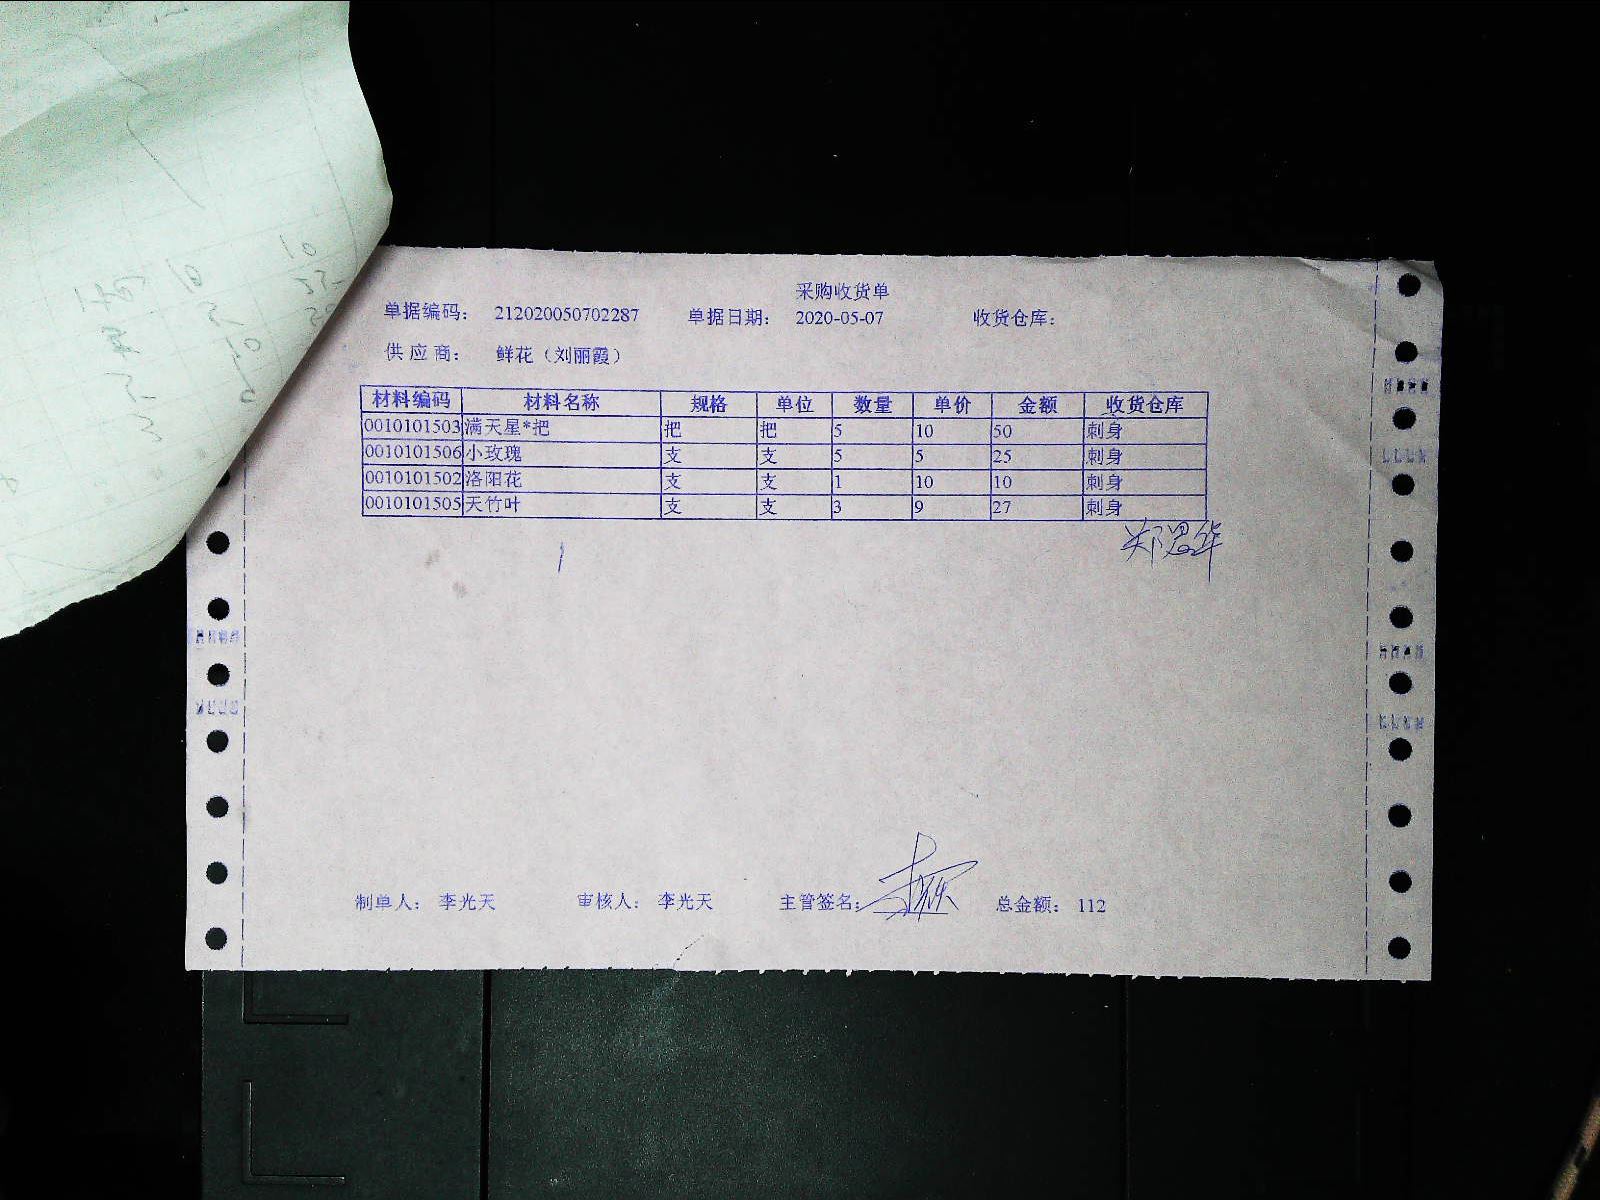 采购收货单
单据编码: 212020050702287 单据日期: 2020-05-07 收货仓库:
供应商: 鲜花（刘丽霞）
材料编码 材料名称 规格 单位 数量 单价 金额 收货仓库
0010101503 满天星*把 把 把 5 10 50 刺身
0010101506 小玫瑰 支 支 5 5 25 刺身
0010101502 洛阳花 支 支 1 10 10 刺身
0010101505 天竹叶 支 支 3 9 27 刺身
制单人: 李光天 审核人: 李光天 主管签名: 总金额: 112